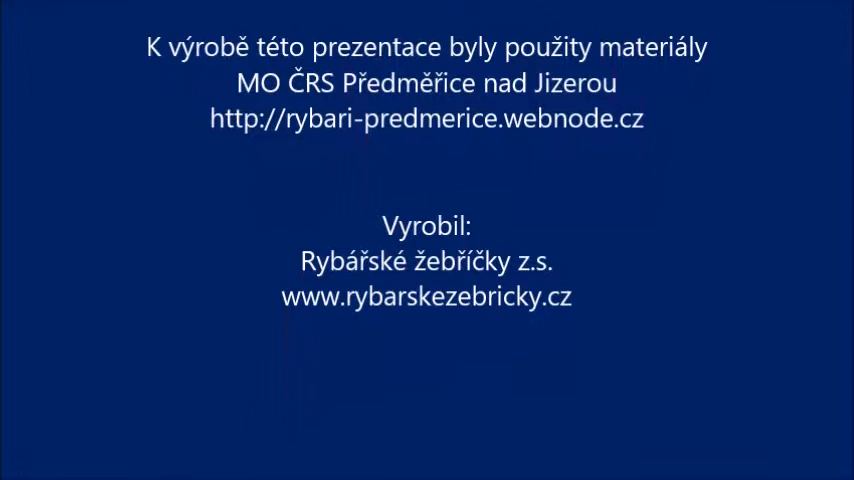 K výrobě této prezentace byly použity materiály
MO ČRS Předměřice nad Jizerou
http://rybari-predmerice.webnode.cz
Vyrobil:
Rybářské žebříčky z.s.
www.rybarskezebricky.cz